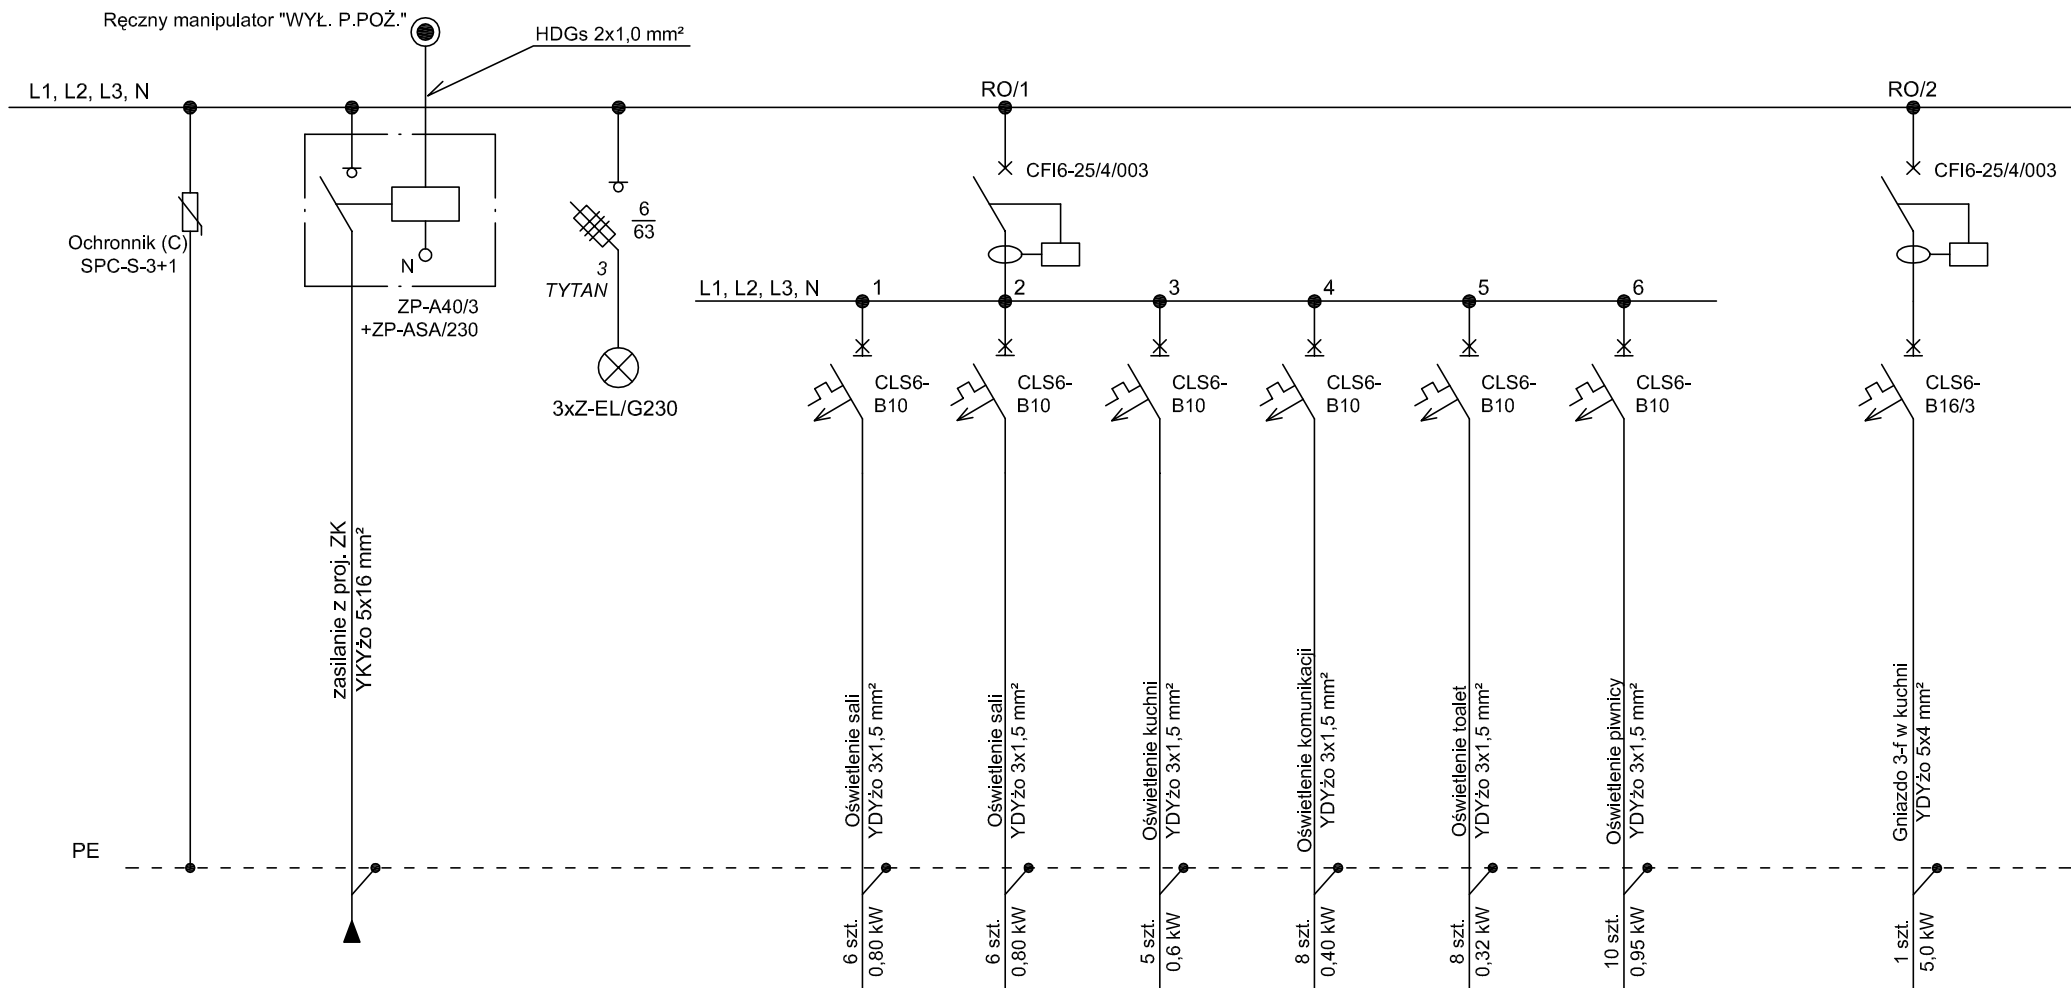 Ręczny manipulator "WYŁ. P.POŻ."
HDGs 2x1,0 mm²
L1, L2, L3, N
RO/1
RO/2
CFI6-25/4/003
CFI6-25/4/003
Ochronnik (C)
SPC-S-3+1
N
ZP-A40/3
+ZP-ASA/230
6
63
3
TYTAN
3xZ-EL/G230
L1, L2, L3, N
1
2
3
4
5
6
CLS6-
B10
CLS6-
B10
CLS6-
B10
CLS6-
B10
CLS6-
B10
CLS6-
B10
CLS6-
B16/3
zasilanie z proj. ZK
YKYżo 5x16 mm²
Oświetlenie sali
YDYżo 3x1,5 mm²
Oświetlenie sali
YDYżo 3x1,5 mm²
Oświetlenie kuchni
YDYżo 3x1,5 mm²
Oświetlenie komunikacji
YDYżo 3x1,5 mm²
Oświetlenie toalet
YDYżo 3x1,5 mm²
Oświetlenie piwnicy
YDYżo 3x1,5 mm²
Gniazdo 3-f w kuchni
YDYżo 5x4 mm²
PE
6 szt.
0,80 kW
6 szt.
0,80 kW
5 szt.
0,6 kW
8 szt.
0,40 kW
8 szt.
0,32 kW
10 szt.
0,95 kW
1 szt.
5,0 kW